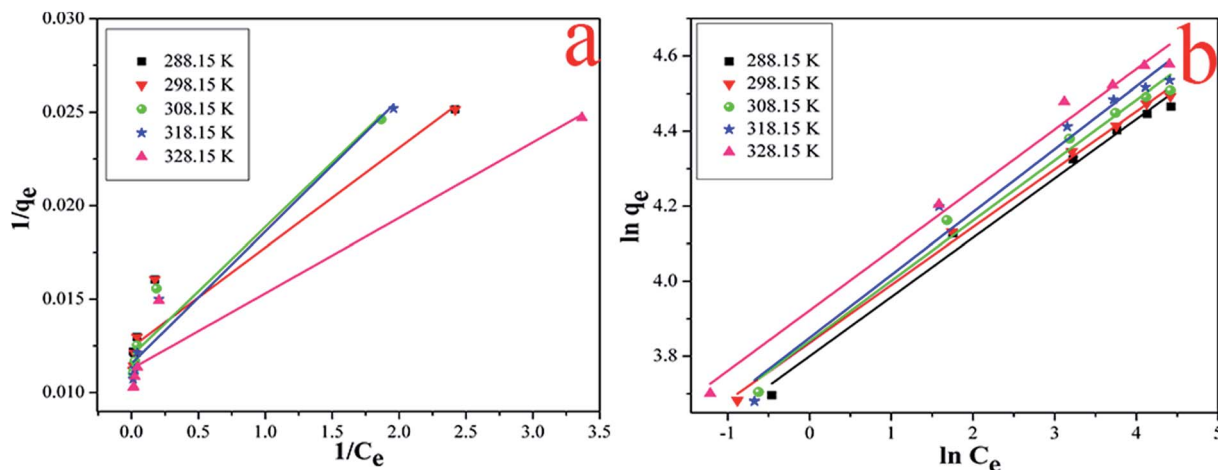 a
288.15 K
298.15 K
308.15 K
318.15 K
328.15 K
0.030
0.025
0.020
0.015
0.010
1/qe
0.0 0.5 1.0 1.5 2.0 2.5 3.0 3.5
1/Ce
b
288.15 K
298.15 K
308.15 K
318.15 K
328.15 K
4.6
4.4
4.2
4.0
3.8
ln qe
-1 0 1 2 3 4 5
ln Ce